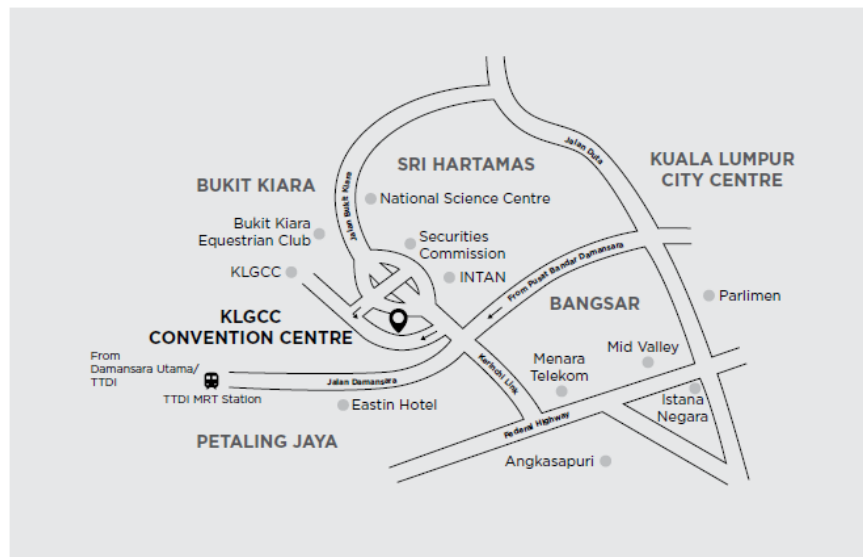 Jalan Duta
SRI HARTAMAS
KUALA LUMPUR
CITY CENTRE
BUKIT KIARA
Jalan Bukit Kiara
National Science Centre
Bukit Kiara
Equestrian Club
Securities
Commission
From Pusat Bandar Damansara
KLGCC
INTAN
BANGSAR
Parlimen
KLGCC
CONVENTION CENTRE
From
Damansara Utama/
TTDI
Jalan Damansara
TTDI MRT Station
Kerinchi Link
Menara
Telekom
Mid Valley
Istana
Negara
Eastin Hotel
Federal Highway
PETALING JAYA
Angkasapuri